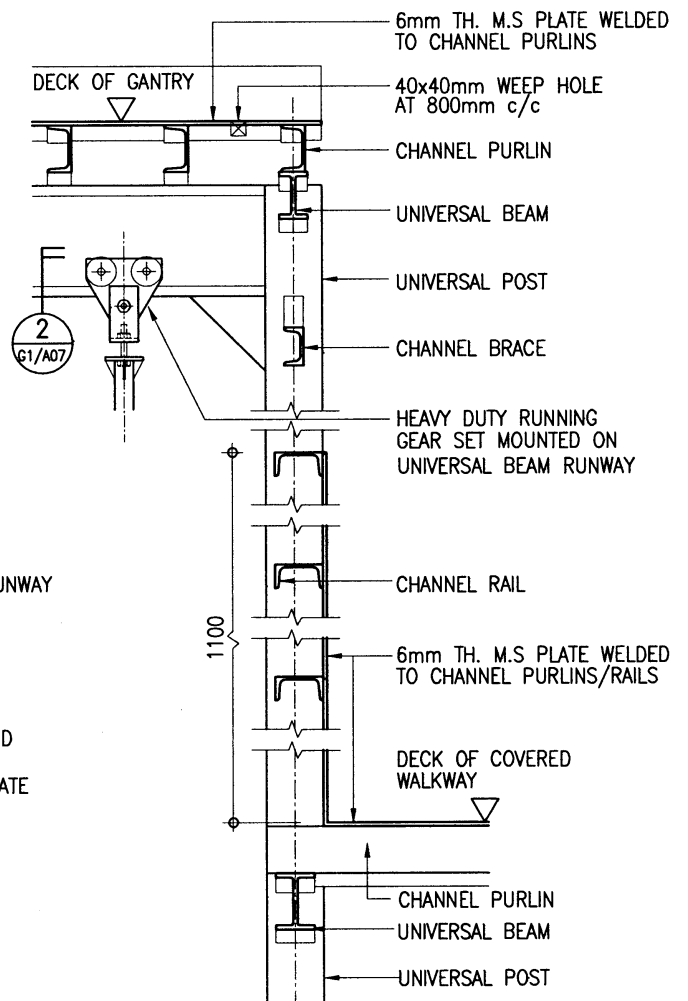 6mm TH. M.S PLATE WELDED
TO CHANNEL PURLINS
DECK OF GANTRY
40x40mm WEEP HOLE
AT 800mm c/c
CHANNEL PURLIN
UNIVERSAL BEAM
UNIVERSAL POST
2
G1/A07
CHANNEL BRACE
HEAVY DUTY RUNNING
GEAR SET MOUNTED ON
UNIVERSAL BEAM RUNWAY
UNWAY
CHANNEL RAIL
1100
6mm TH. M.S PLATE WELDED
TO CHANNEL PURLINS/RAILS
D
DECK OF COVERED
WALKWAY
ATE
CHANNEL PURLIN
UNIVERSAL BEAM
UNIVERSAL POST